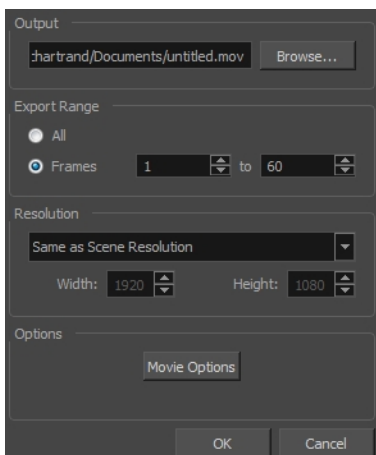 Output
:hartrand/Documents/untitled.mov Browse...
Export Range
All
Frames 1 to 60
Resolution
Same as Scene Resolution
Width: 1920 Height: 1080
Options
Movie Options
OK Cancel